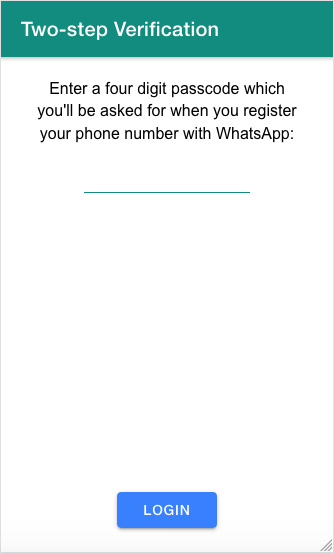 Two-step Verification
Enter a four digit passcode which
you'll be asked for when you register
your phone number with WhatsApp:
LOGIN